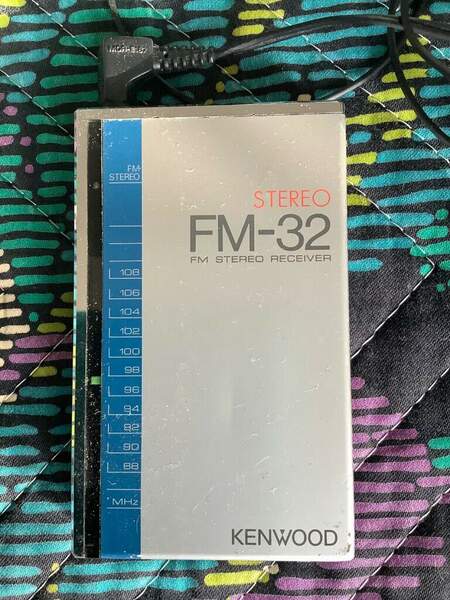 FM-
STEREO
STEREO
FM-32
FM STEREO RECEIVER
108
106
104
102
100
98
96
94
92
90
88
MHz
KENWOOD